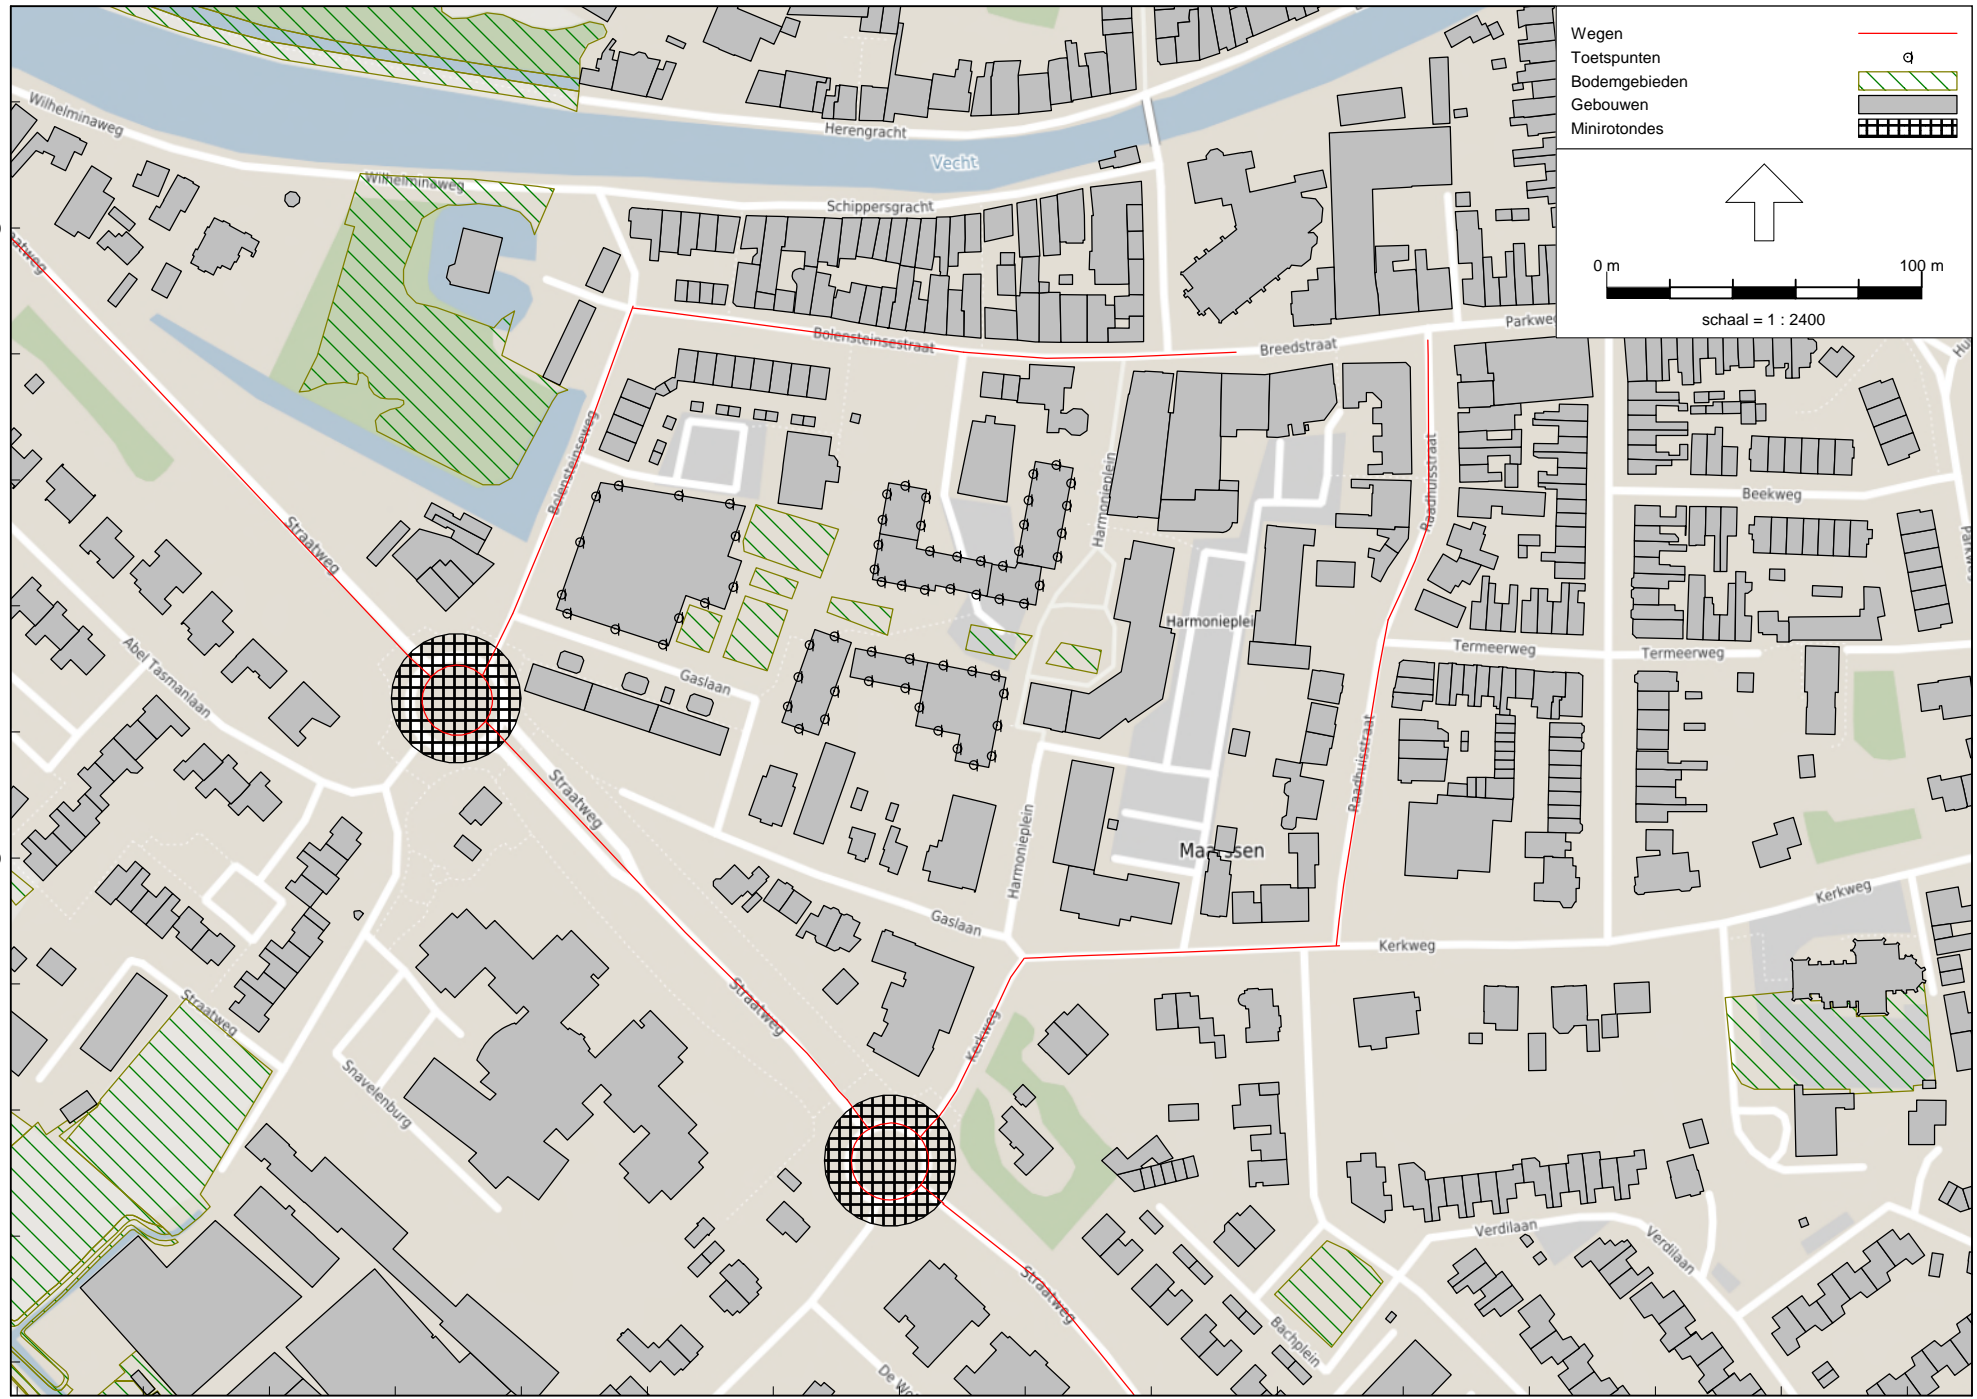 Wegen
Toetspunten
Bodemgebieden
Gebouwen
Minirotondes
0 m
100 m
schaal = 1 : 2400
Wilhelminaweg
Herengracht
Vecht
Wilhelminaweg
Schippersgracht
Bolensteinsestraat
Breedstraat
Parkweg
Bolensteinseweg
Harmonieplein
Raadhuisstraat
Beekweg
Straatweg
Harmonieplei
Termeerweg
Termeerweg
Abel Tasmanlaan
Gaslaan
Raadhuisstraat
Straatweg
Harmonieplein
Maarssen
Kerkweg
Gaslaan
Kerkweg
Straatweg
Straatweg
Kerkweg
Snavelenburg
Verdilaan
Verdilaan
Straatweg
Bachplein